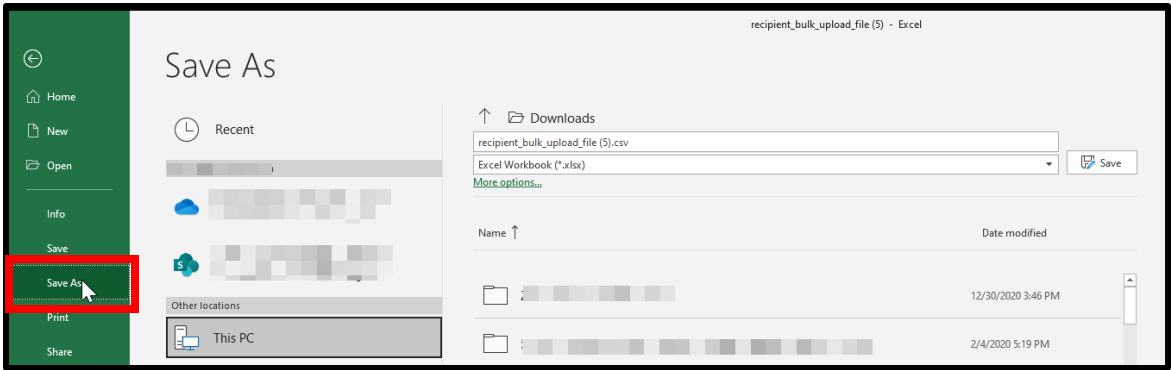 recipient_bulk_upload_file (5) - Excel
Home
New
Open
Info
Save
Save As
Print
Share
Save As
Recent
S
Other locations
This PC
Downloads
recipient_bulk_upload_file (5).csv
Excel Workbook (*.xlsx)
Save
More options...
Name Date modified
12/30/2020 3:46 PM
2/4/2020 5:19 PM